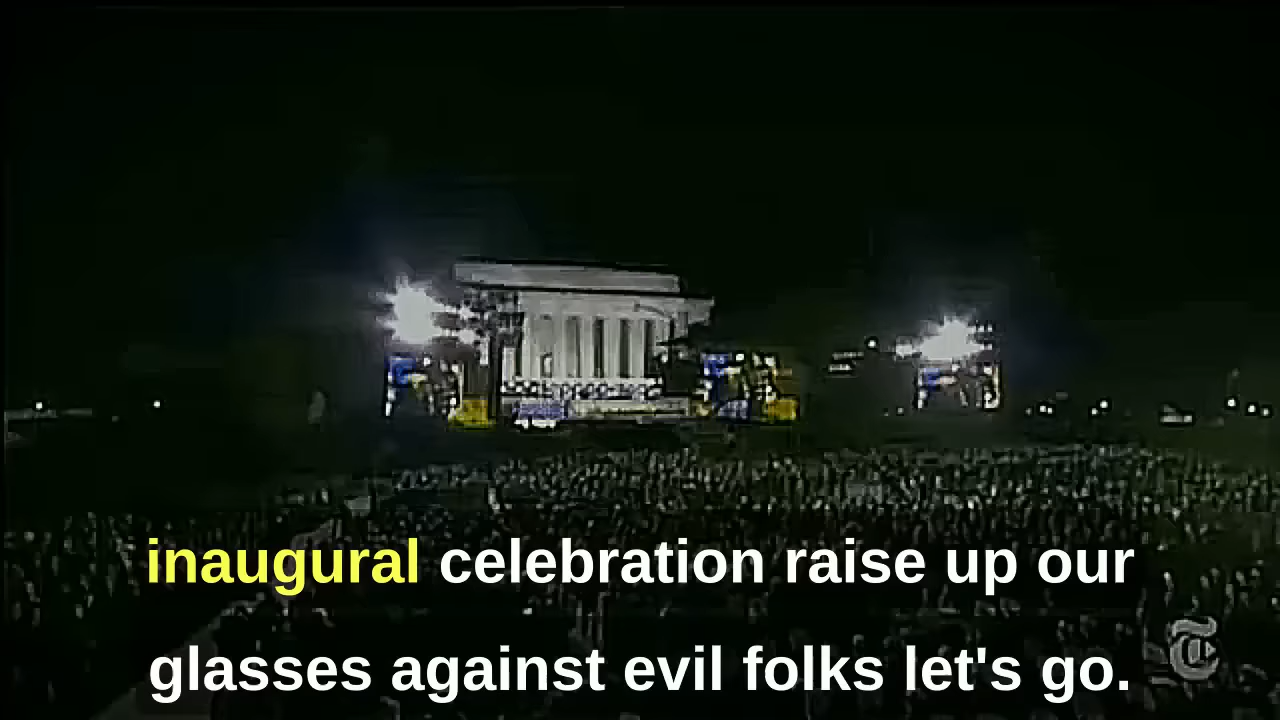 inaugural celebration raise up our
glasses against evil folks let's go.
T